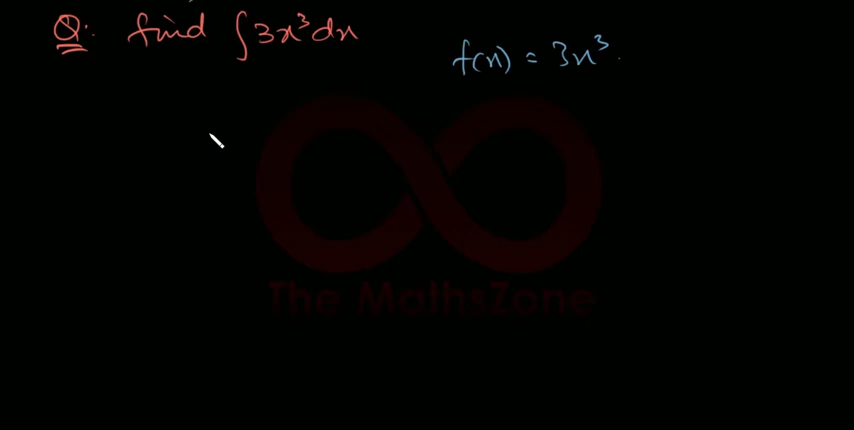 Q: find ∫3x³dx
f(x) = 3x³.
The MathsZone